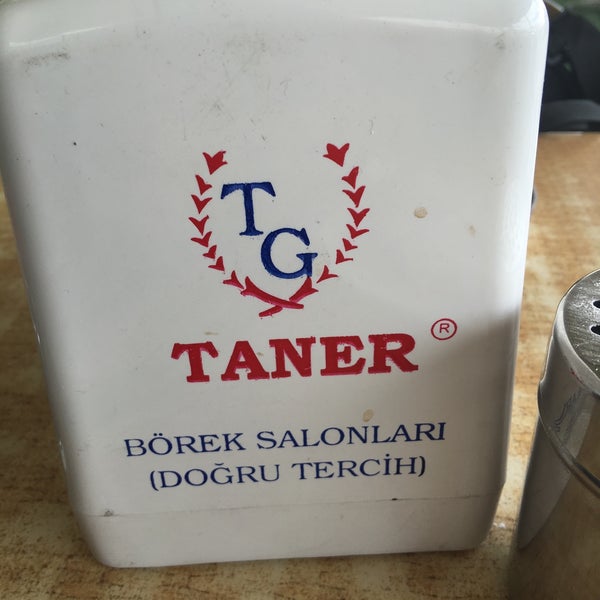 TG
TANER ®
BÖREK SALONLARI
(DOĞRU TERCİH)